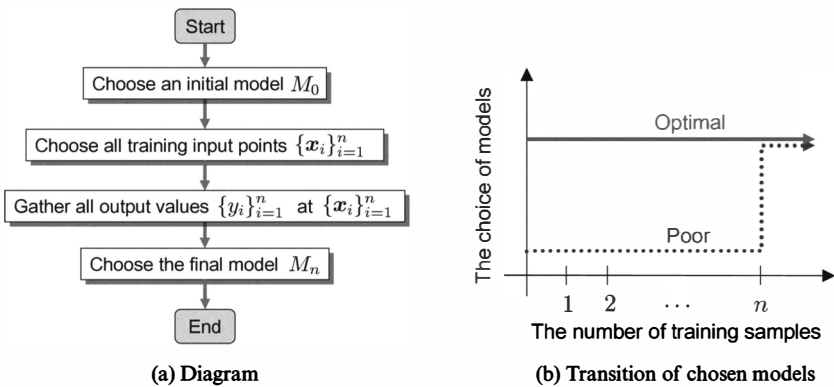 Start
Choose an initial model M₀
Choose all training input points {xᵢ}ⁿᵢ₌₁
Gather all output values {yᵢ}ⁿᵢ₌₁ at {xᵢ}ⁿᵢ₌₁
Choose the final model Mₙ
End
(a) Diagram
The choice of models
Optimal
Poor
1 2 ... n
The number of training samples
(b) Transition of chosen models